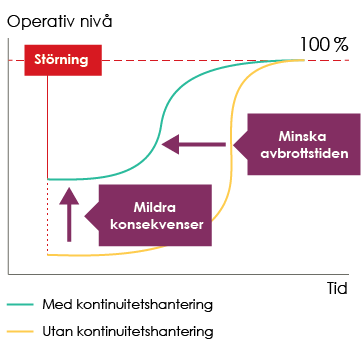 Operativ nivå
100 %
Störning
Minska
avbrottstiden
Mildra
konsekvenser
Tid
Med kontinuitetshantering
Utan kontinuitetshantering